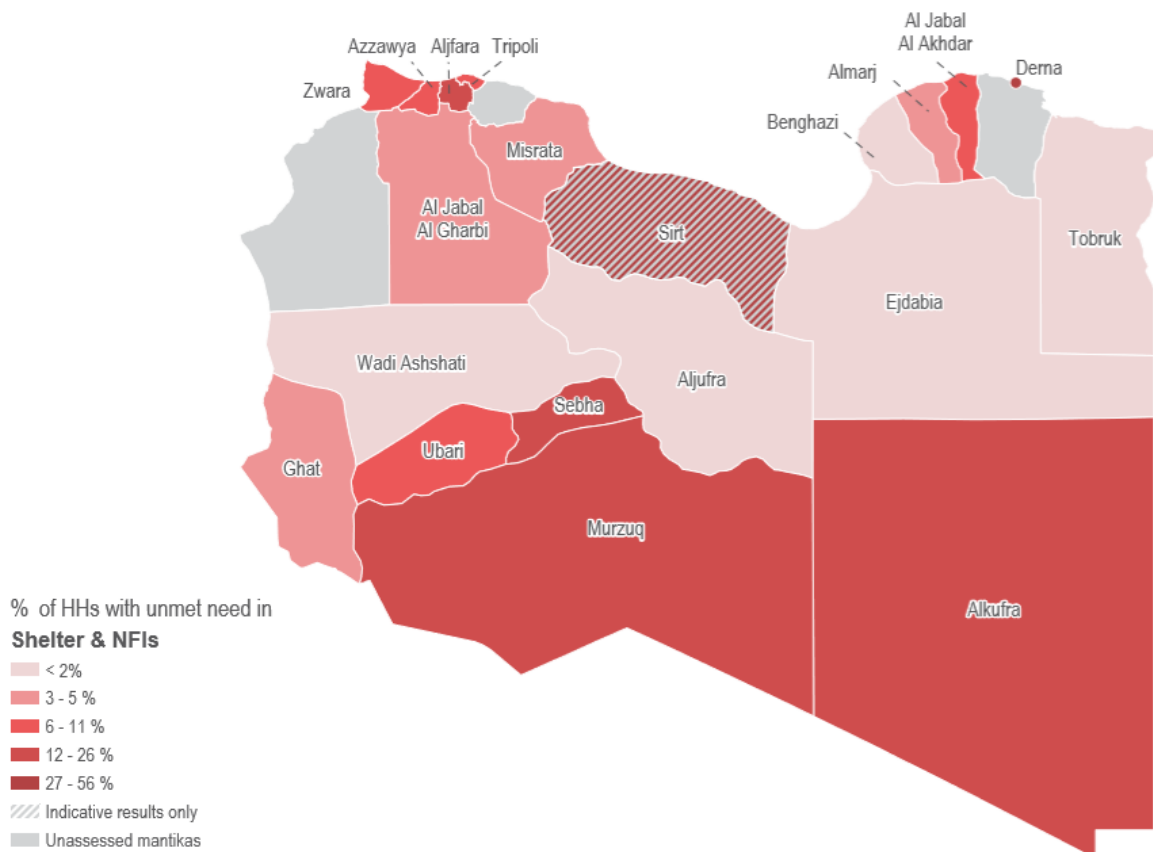 Al Jabal
Al Akhdar
Azzawya
Aljfara
Tripoli
Derna
Almarj
Zwara
Benghazi
Misrata
Al Jabal
Al Gharbi
Sirt
Tobruk
Ejdabia
Wadi Ashshati
Aljufra
Sebha
Ubari
Ghat
Murzuq
Alkufra
% of HHs with unmet need in
Shelter & NFIs
< 2%
3 - 5 %
6 - 11 %
12 - 26 %
27 - 56 %
Indicative results only
Unassessed mantikas